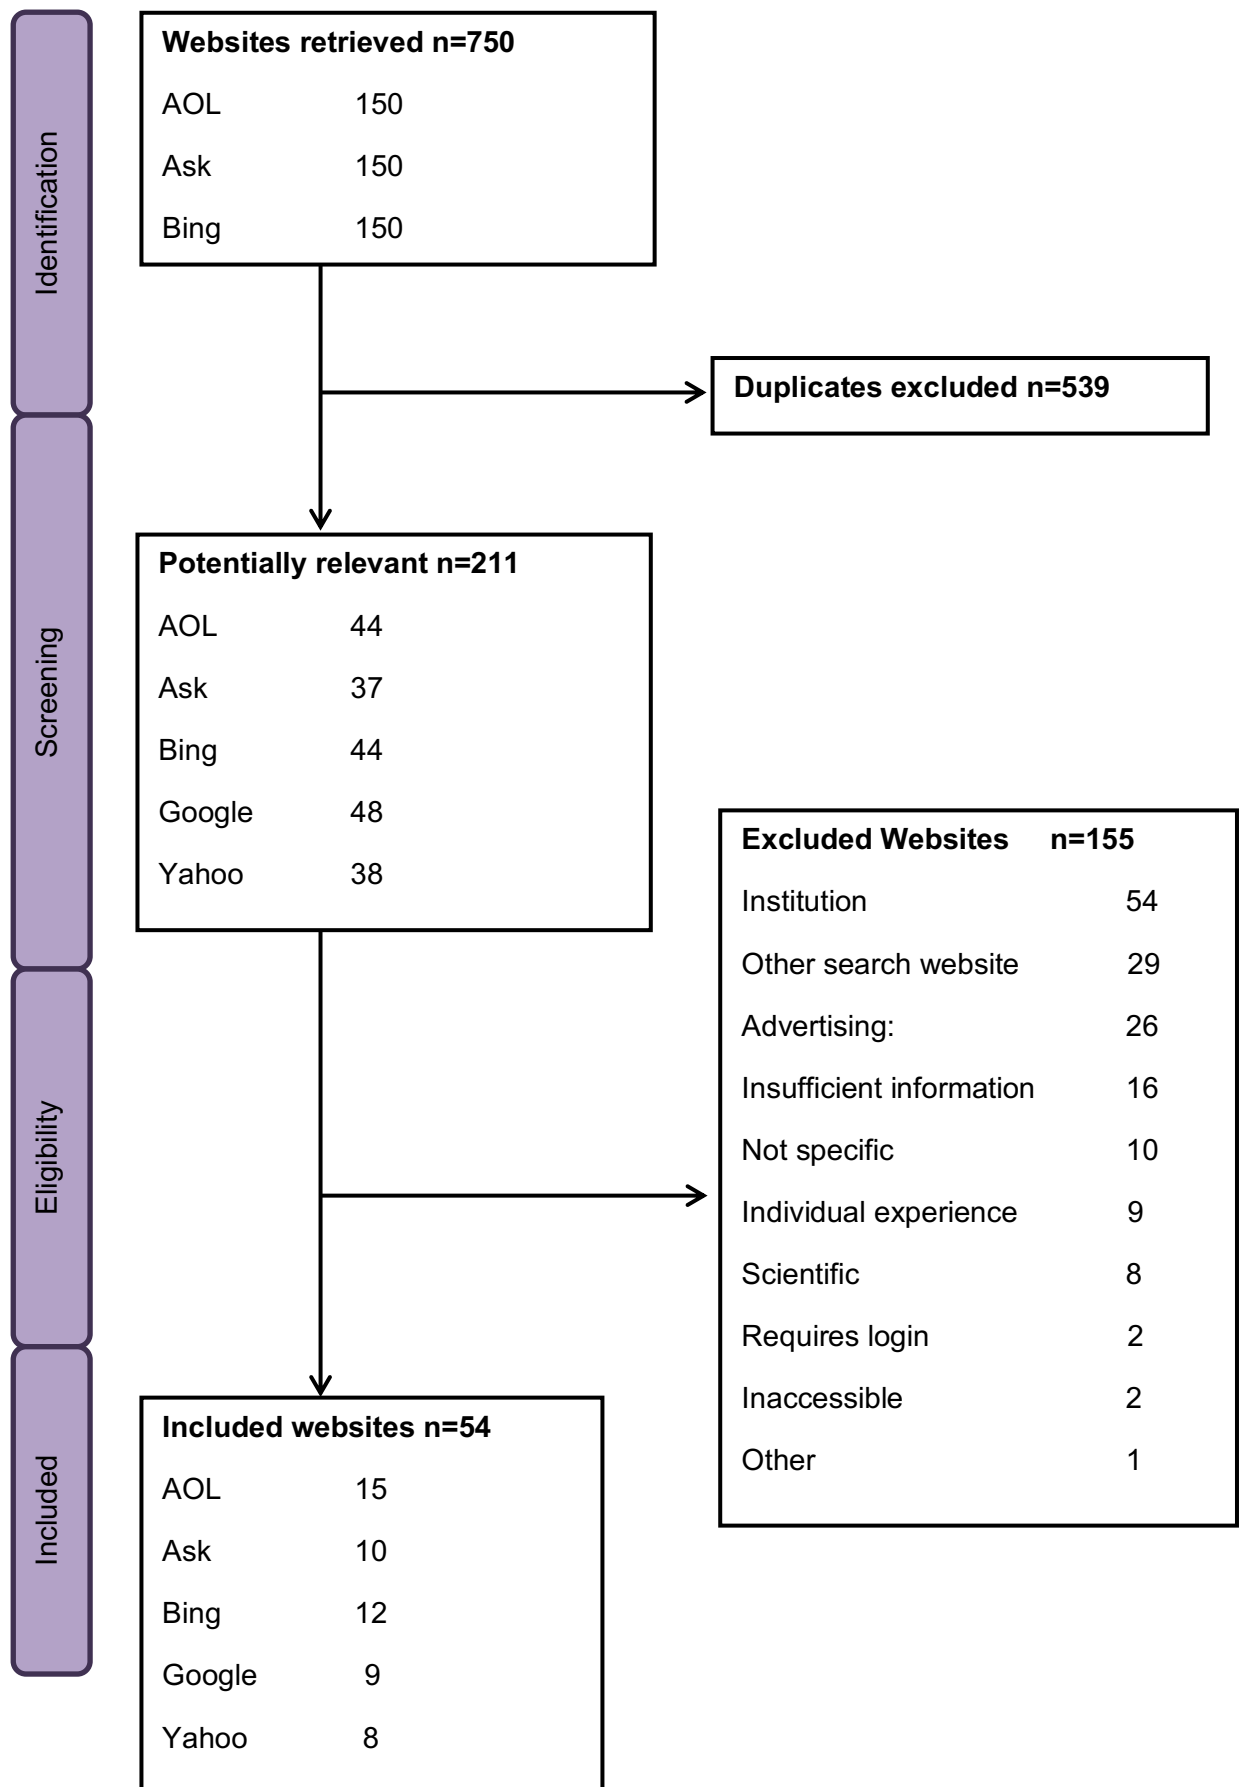 Identification
Websites retrieved n=750
AOL 150
Ask 150
Bing 150
Duplicates excluded n=539
Screening
Potentially relevant n=211
AOL 44
Ask 37
Bing 44
Google 48
Yahoo 38
Eligibility
Excluded Websites n=155
Institution 54
Other search website 29
Advertising: 26
Insufficient information 16
Not specific 10
Individual experience 9
Scientific 8
Requires login 2
Inaccessible 2
Other 1
Included
Included websites n=54
AOL 15
Ask 10
Bing 12
Google 9
Yahoo 8